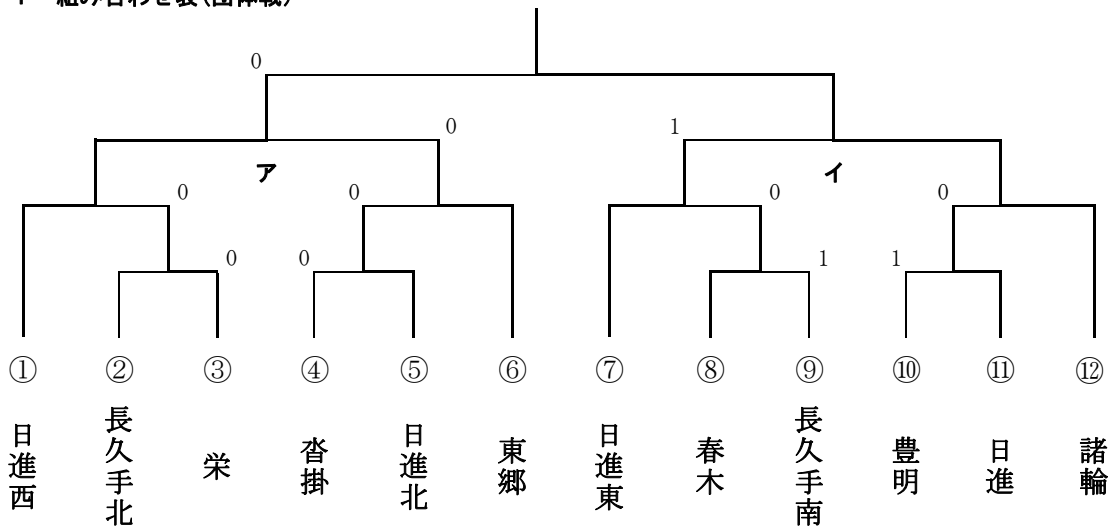 組み合わせ表(団体戦)
0
0
1
ア
イ
0
0
0
0
0
0
1
1
① ② ③ ④ ⑤ ⑥ ⑦ ⑧ ⑨ ⑩ ⑪ ⑫
日進西
長久手北
栄
沓掛
日進北
東郷
日進東
春木
長久手南
豊明
日進
諸輪